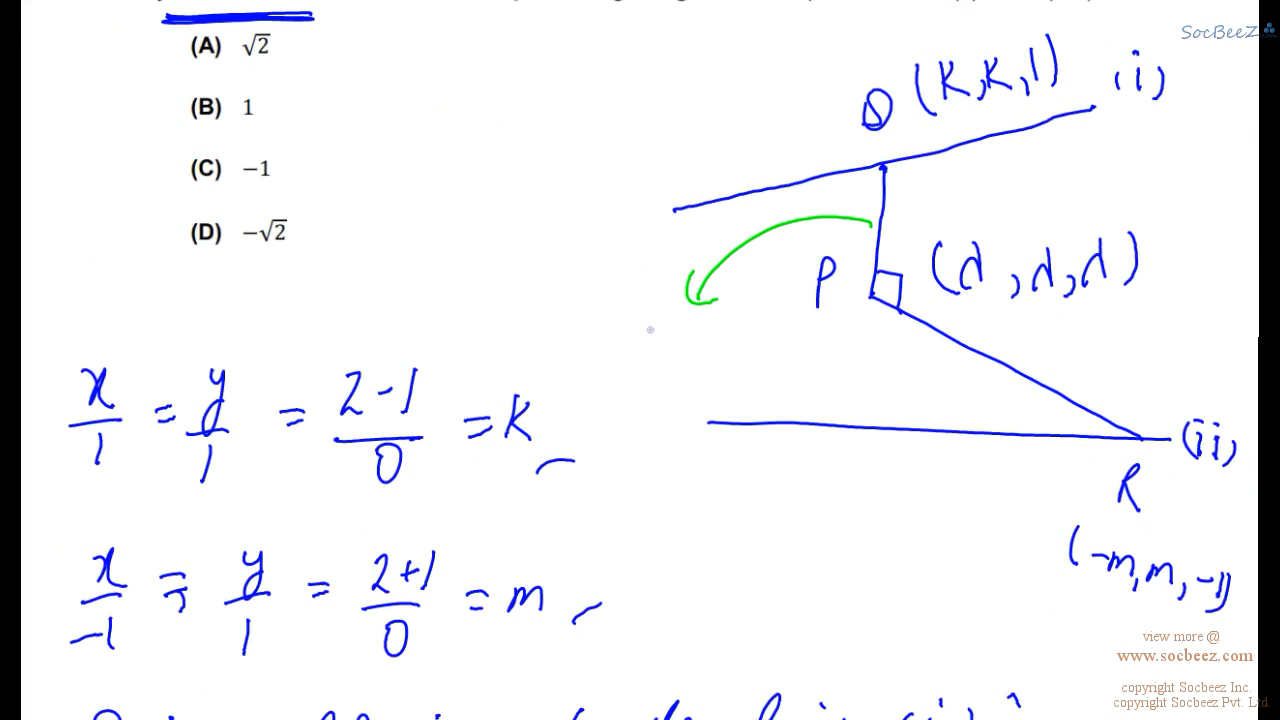 SocBeeZ
(A) √2
(B) 1
(C) −1
(D) −√2
Q (K, K, 1) (i)
P (λ, λ, λ)
x/1 = y/1 = z-1/0 = K
(ii)
R
(-m, m, -1)
x/-1 = y/1 = z+1/0 = m
view more @
www.socbeez.com
copyright Socbeez Inc.
copyright Socbeez Pvt. Ltd.